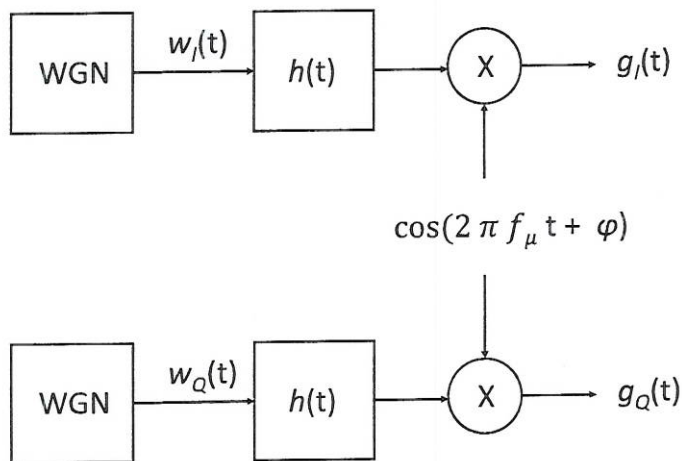 WGN
w_I(t)
h(t)
X
g_I(t)
cos(2 π f_μ t + φ)
WGN
w_Q(t)
h(t)
X
g_Q(t)